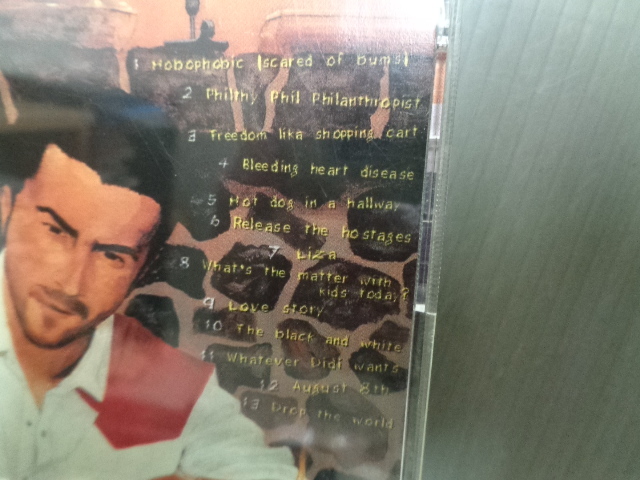 1 Hobophobic (scared of bums)
2 Philthy Phil Philanthropist
3 Freedom lika shopping cart
4 Bleeding heart disease
5 Hot dog in a hallway
6 Release the hostages
7 Liza
8 What's the matter with
kids today?
9 Love story
10 The black and white
11 Whatever Didi wants
12 August 8th
13 Drop the world